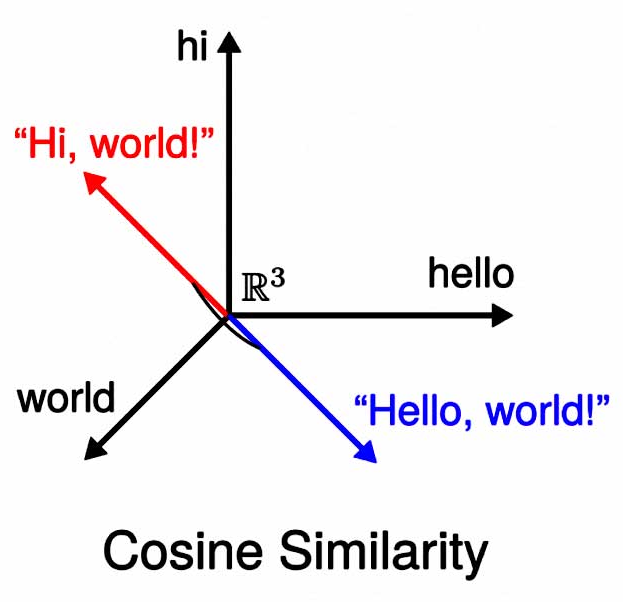 hi
“Hi, world!”
ℝ³
hello
world
“Hello, world!”
Cosine Similarity